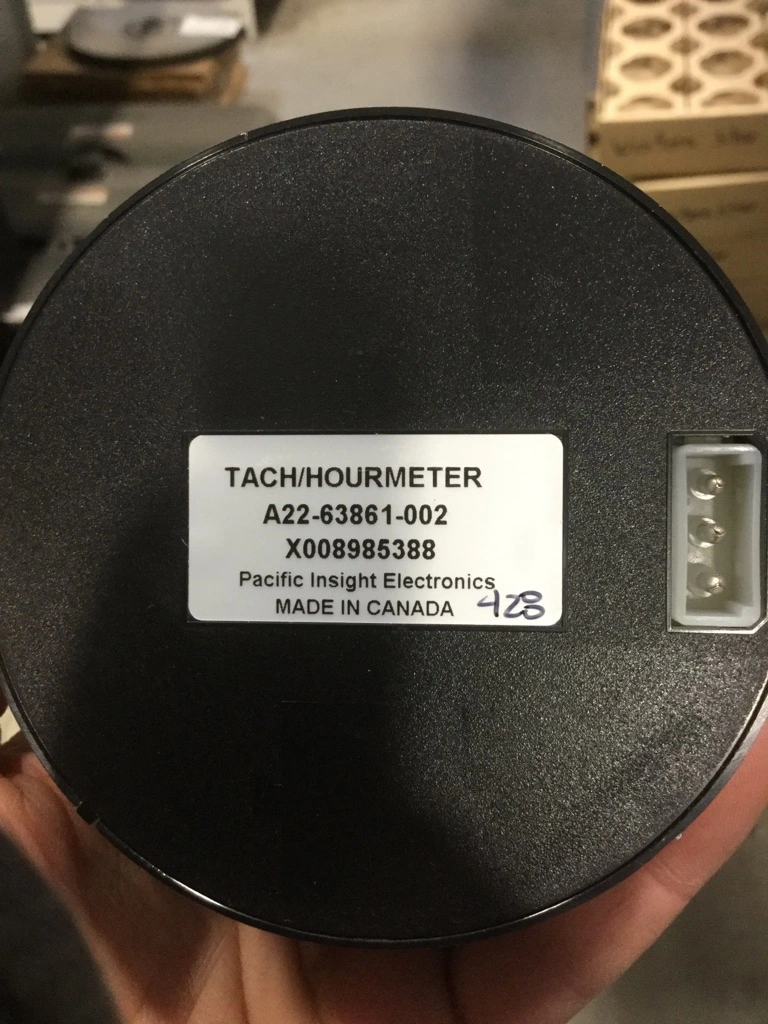 TACH/HOURMETER
A22-63861-002
X008985388
Pacific Insight Electronics
MADE IN CANADA 428